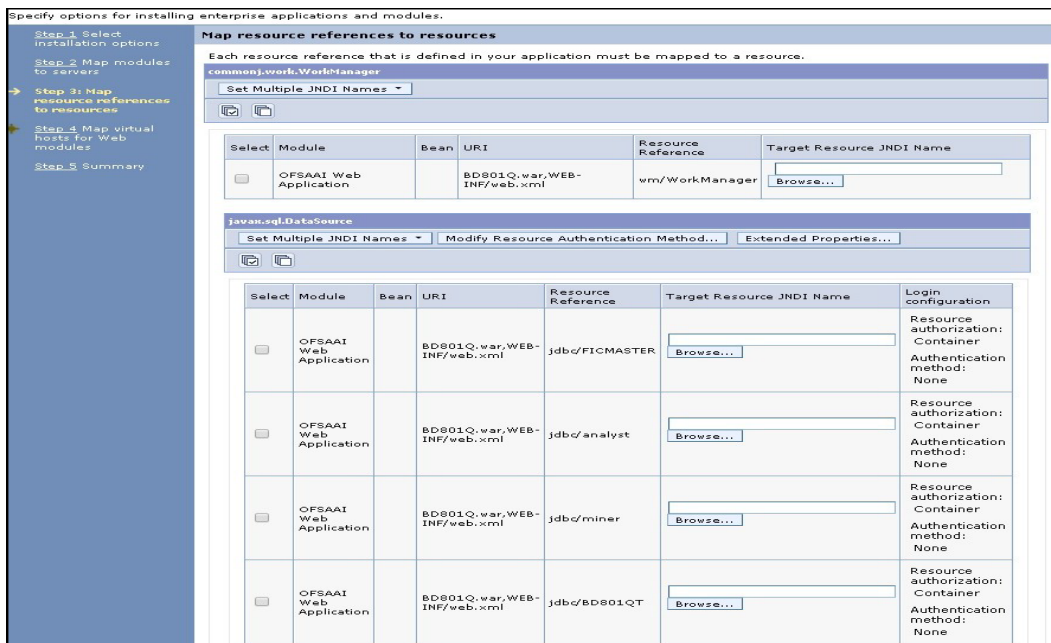 Specify options for installing enterprise applications and modules.
Step 1 Select
installation options
Step 2 Map modules
to servers
Step 3: Map
resource references
to resources
Step 4 Map virtual
hosts for Web
modules
Step 5 Summary
Map resource references to resources
Each resource reference that is defined in your application must be mapped to a resource.
commonj.work.WorkManager
Set Multiple JNDI Names
Select Module Bean URI Resource Reference Target Resource JNDI Name
OFSAAI Web
Application
BD801Q.war,WEB-
INF/web.xml
wm/WorkManager
Browse...
javax.sql.DataSource
Set Multiple JNDI Names Modify Resource Authentication Method... Extended Properties...
Select Module Bean URI Resource Reference Target Resource JNDI Name Login configuration
OFSAAI
Web
Application
BD801Q.war,WEB-
INF/web.xml
jdbc/FICMASTER
Browse...
Resource
authorization:
Container
Authentication
method:
None
OFSAAI
Web
Application
BD801Q.war,WEB-
INF/web.xml
jdbc/analyst
Browse...
Resource
authorization:
Container
Authentication
method:
None
OFSAAI
Web
Application
BD801Q.war,WEB-
INF/web.xml
jdbc/miner
Browse...
Resource
authorization:
Container
Authentication
method:
None
OFSAAI
Web
Application
BD801Q.war,WEB-
INF/web.xml
jdbc/BD801QT
Browse...
Resource
authorization:
Container
Authentication
method:
None